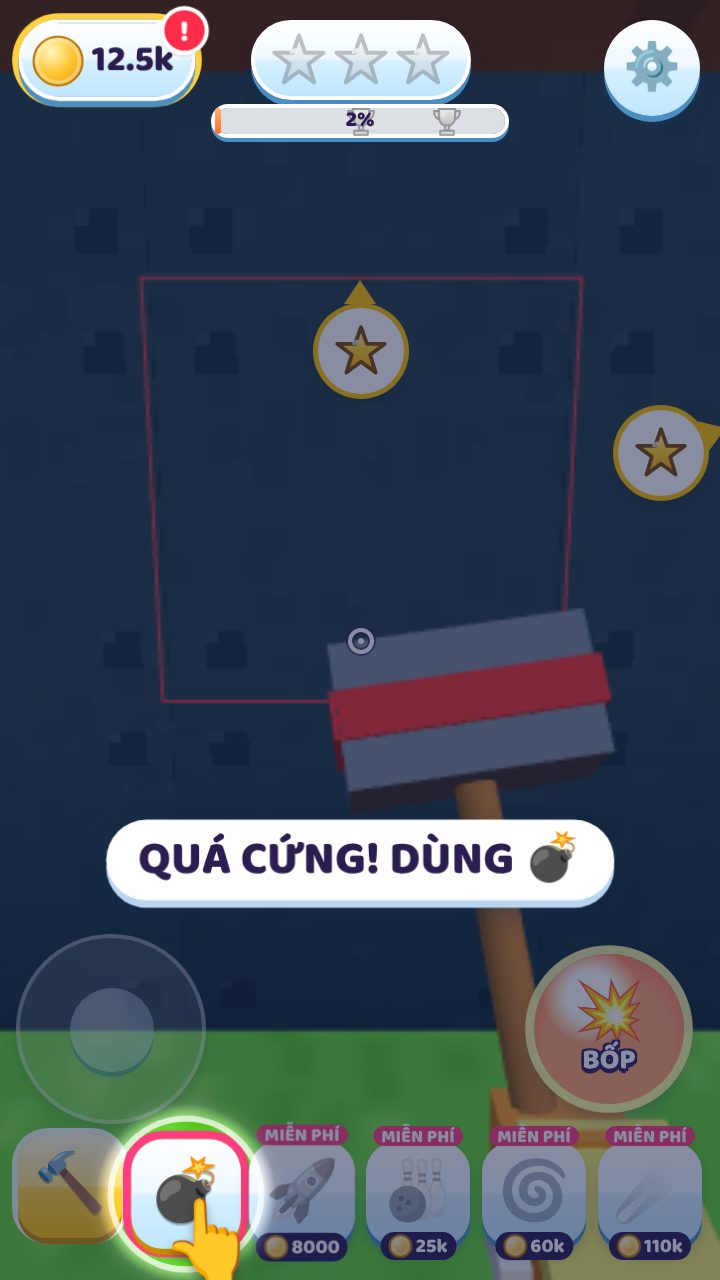 12.5k
!
2%
QUÁ CỨNG! DÙNG
BỐP
MIỄN PHÍ
MIỄN PHÍ
MIỄN PHÍ
MIỄN PHÍ
8000
25k
60k
110k